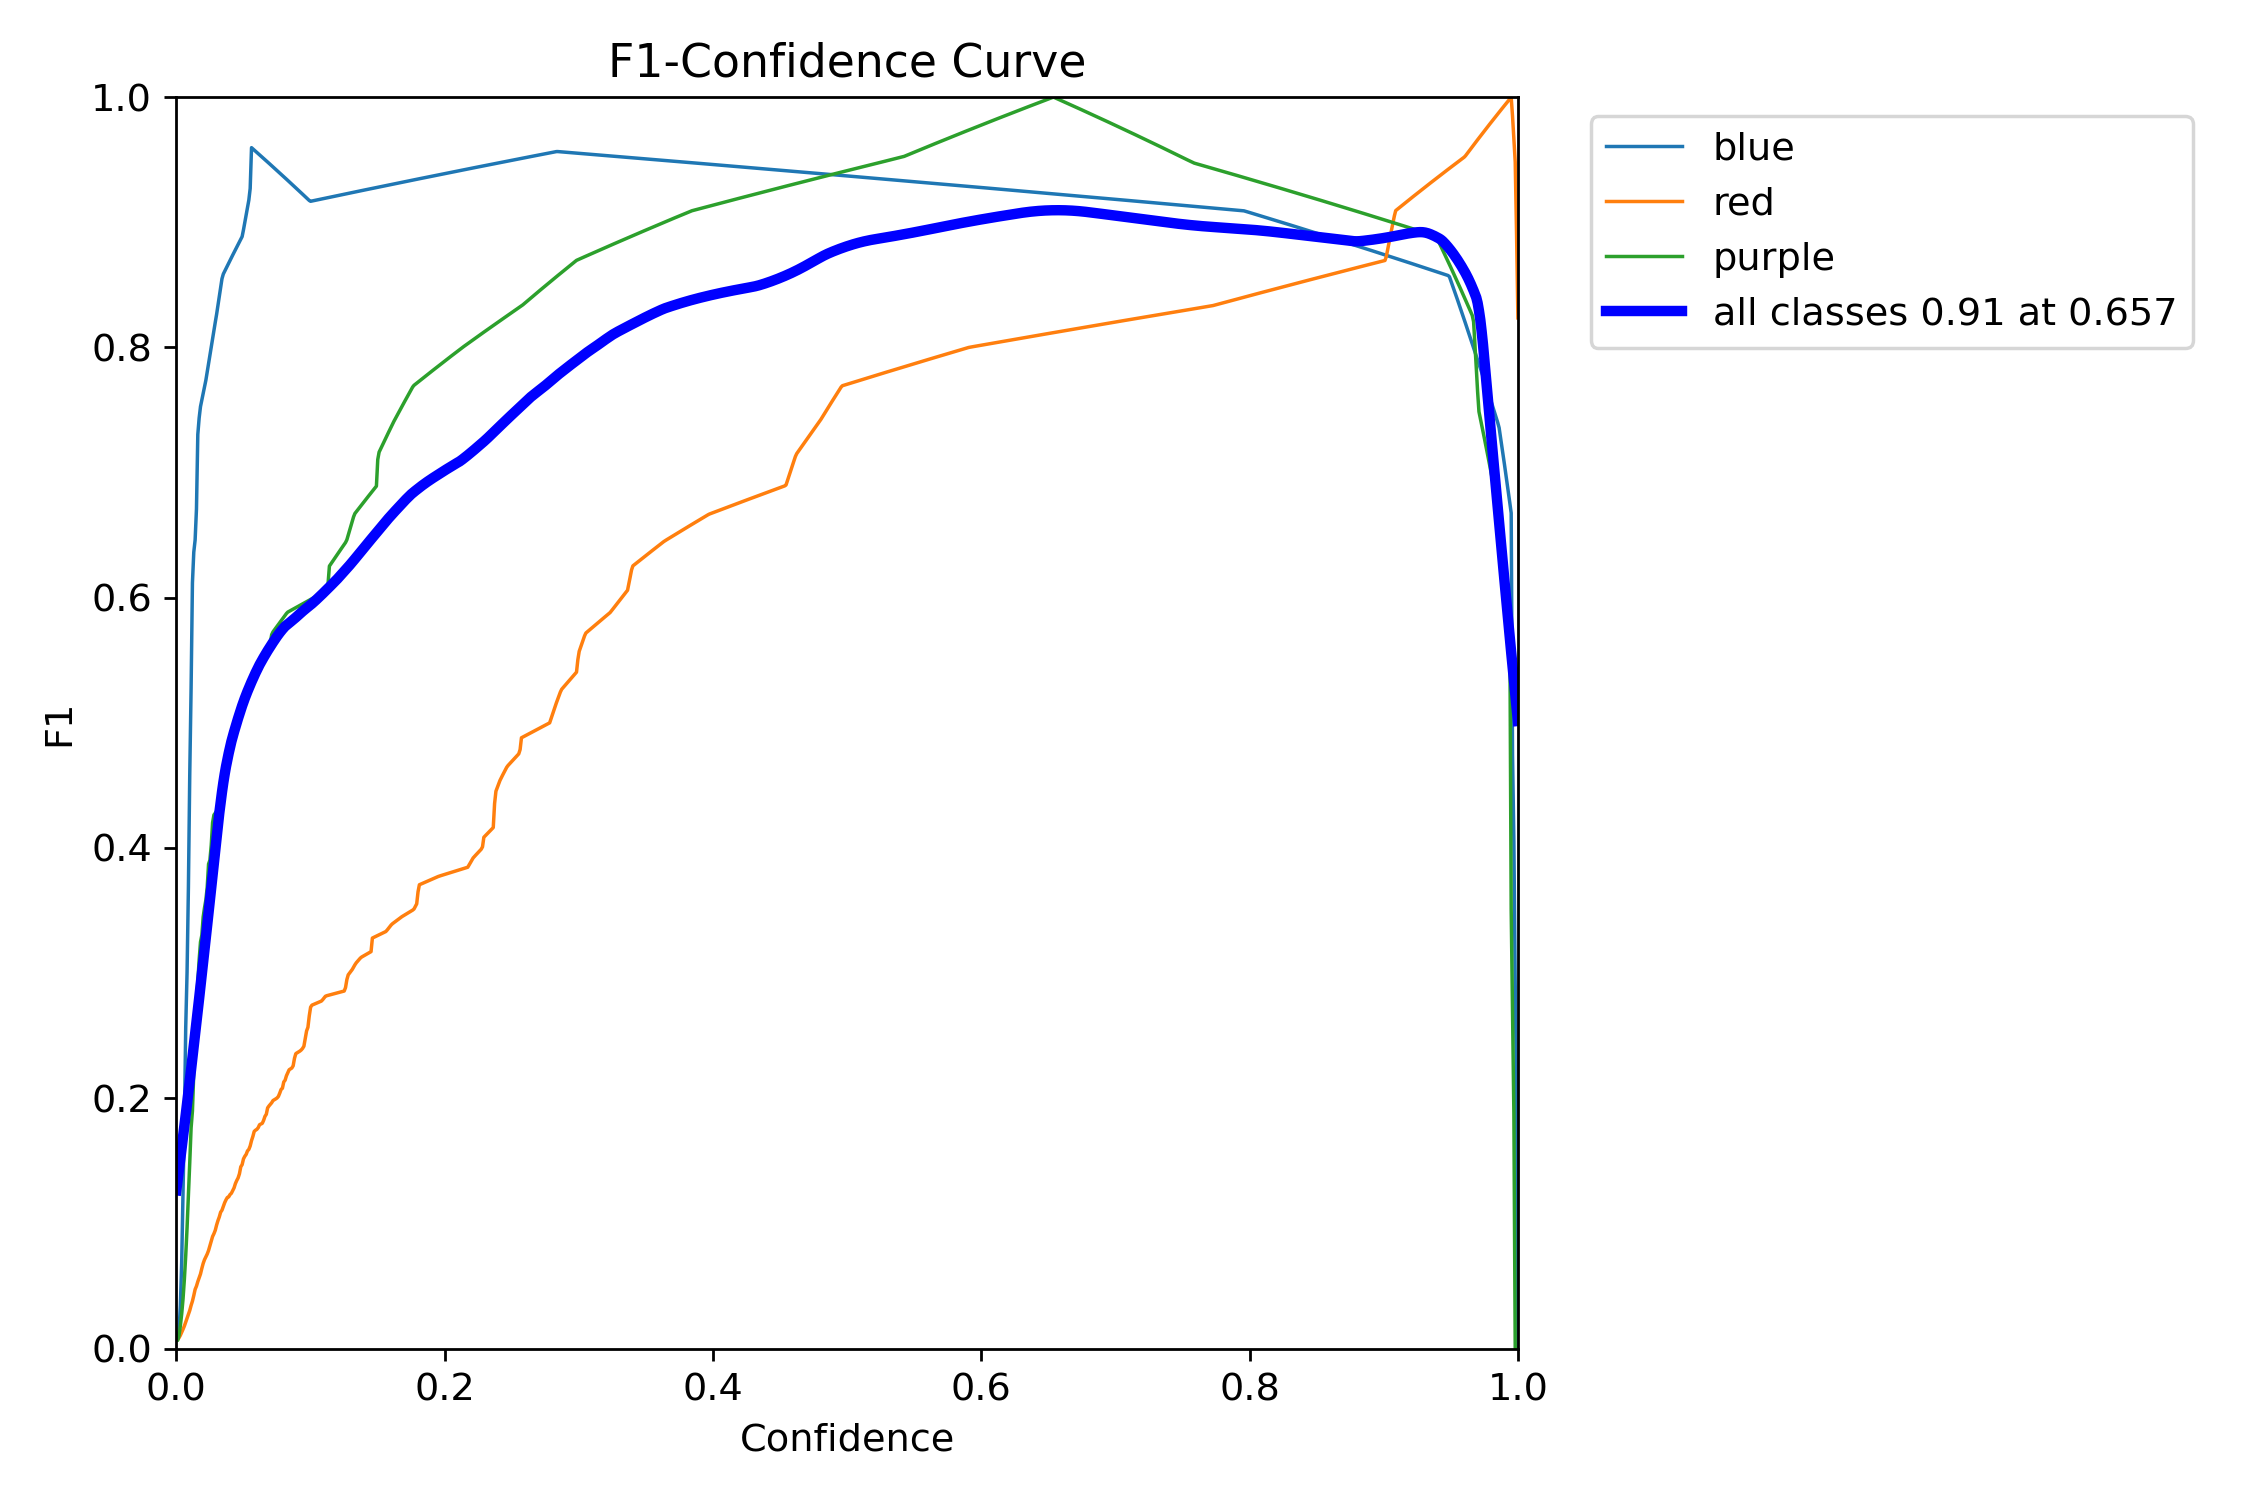 F1-Confidence Curve
1.0
0.8
0.6
0.4
0.2
0.0
F1
0.0 0.2 0.4 0.6 0.8 1.0
Confidence
blue
red
purple
all classes 0.91 at 0.657